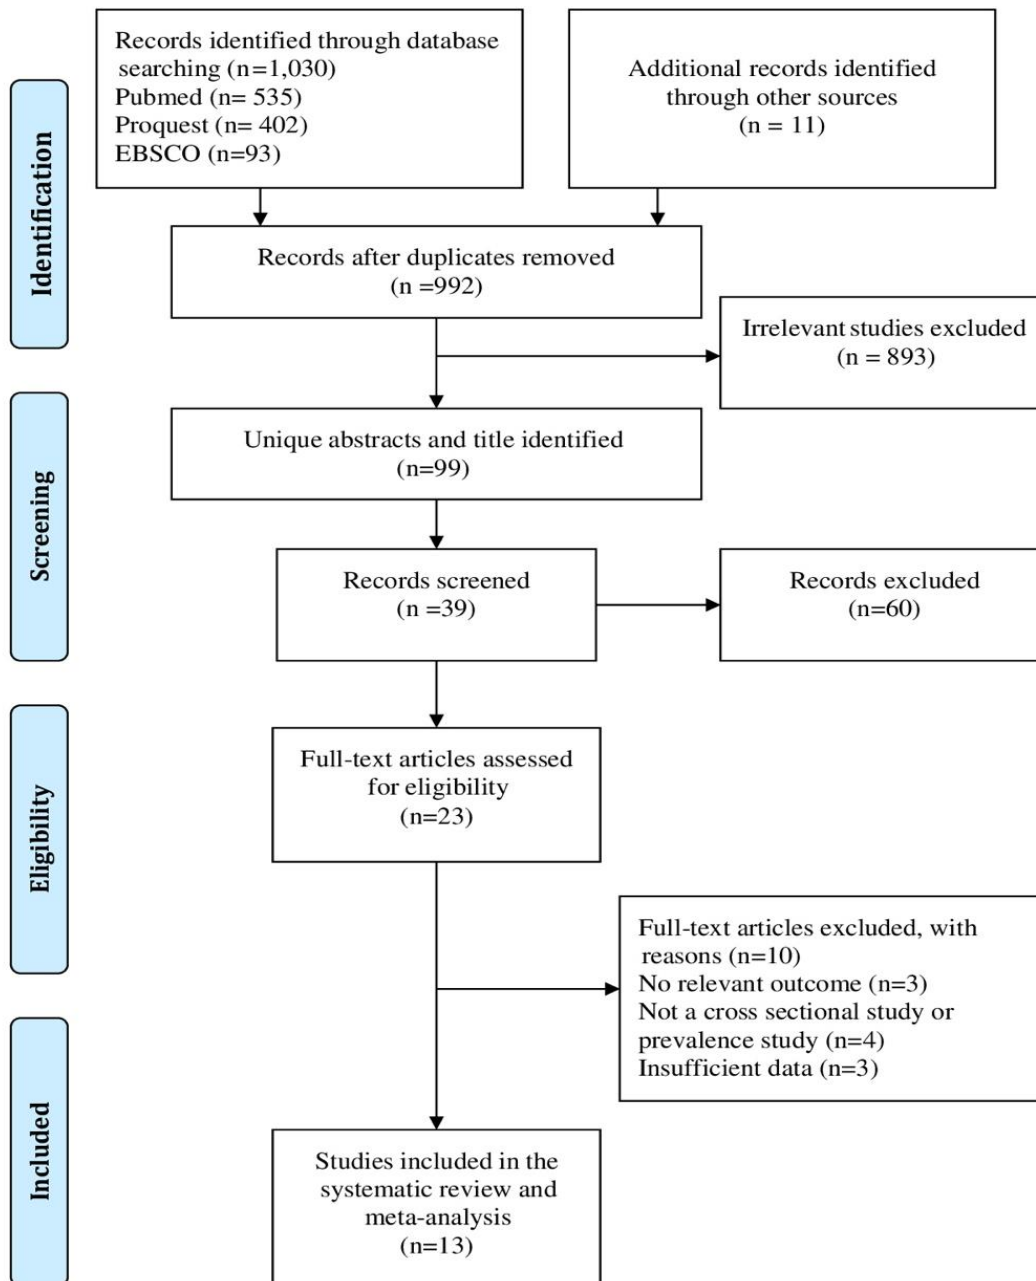 Records identified through database
searching (n=1,030)
Pubmed (n= 535)
Proquest (n= 402)
EBSCO (n=93)
Additional records identified
through other sources
(n = 11)
Identification
Records after duplicates removed
(n =992)
Irrelevant studies excluded
(n = 893)
Screening
Unique abstracts and title identified
(n=99)
Records screened
(n =39)
Records excluded
(n=60)
Eligibility
Full-text articles assessed
for eligibility
(n=23)
Full-text articles excluded, with
reasons (n=10)
No relevant outcome (n=3)
Not a cross sectional study or
prevalence study (n=4)
Insufficient data (n=3)
Included
Studies included in the
systematic review and
meta-analysis
(n=13)